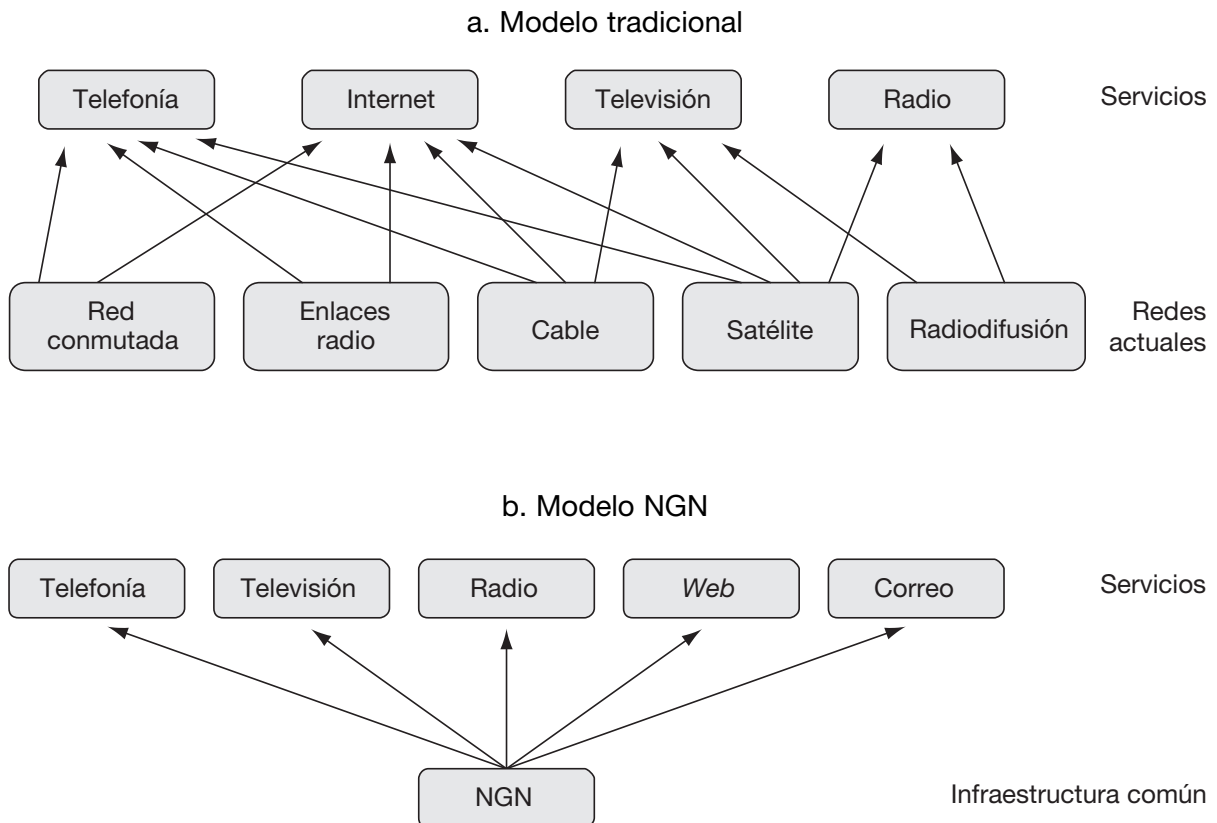 a. Modelo tradicional
Telefonía
Internet
Televisión
Radio
Servicios
Red
conmutada
Enlaces
radio
Cable
Satélite
Radiodifusión
Redes
actuales
b. Modelo NGN
Telefonía
Televisión
Radio
Web
Correo
Servicios
NGN
Infraestructura común